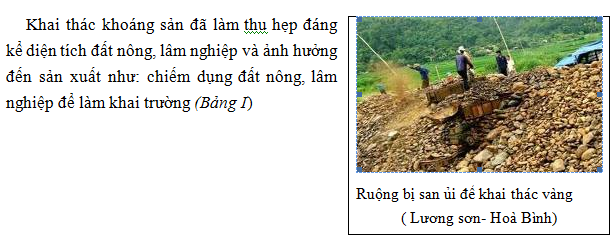 Khai thác khoáng sản đã làm thu hẹp đáng
kể diện tích đất nông, lâm nghiệp và ảnh hưởng
đến sản xuất như: chiếm dụng đất nông, lâm
nghiệp để làm khai trường (Bảng I)
Ruộng bị san ủi để khai thác vàng
( Lương sơn- Hoà Bình)